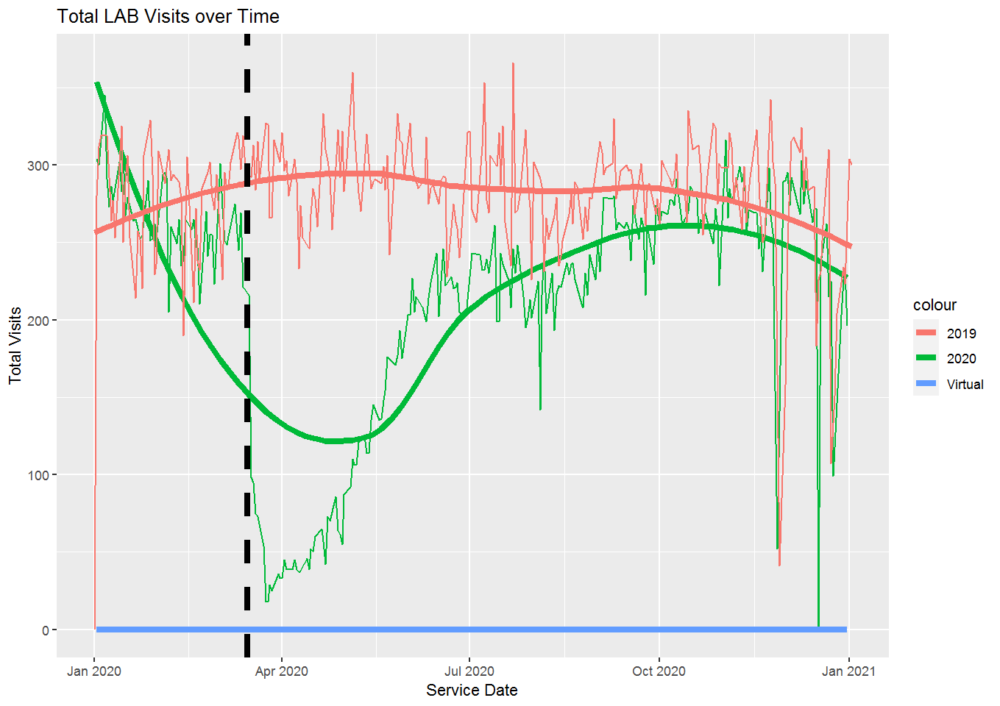 Total LAB Visits over Time
Total Visits
300
200
100
0
Jan 2020
Apr 2020
Jul 2020
Oct 2020
Jan 2021
Service Date
colour
2019
2020
Virtual